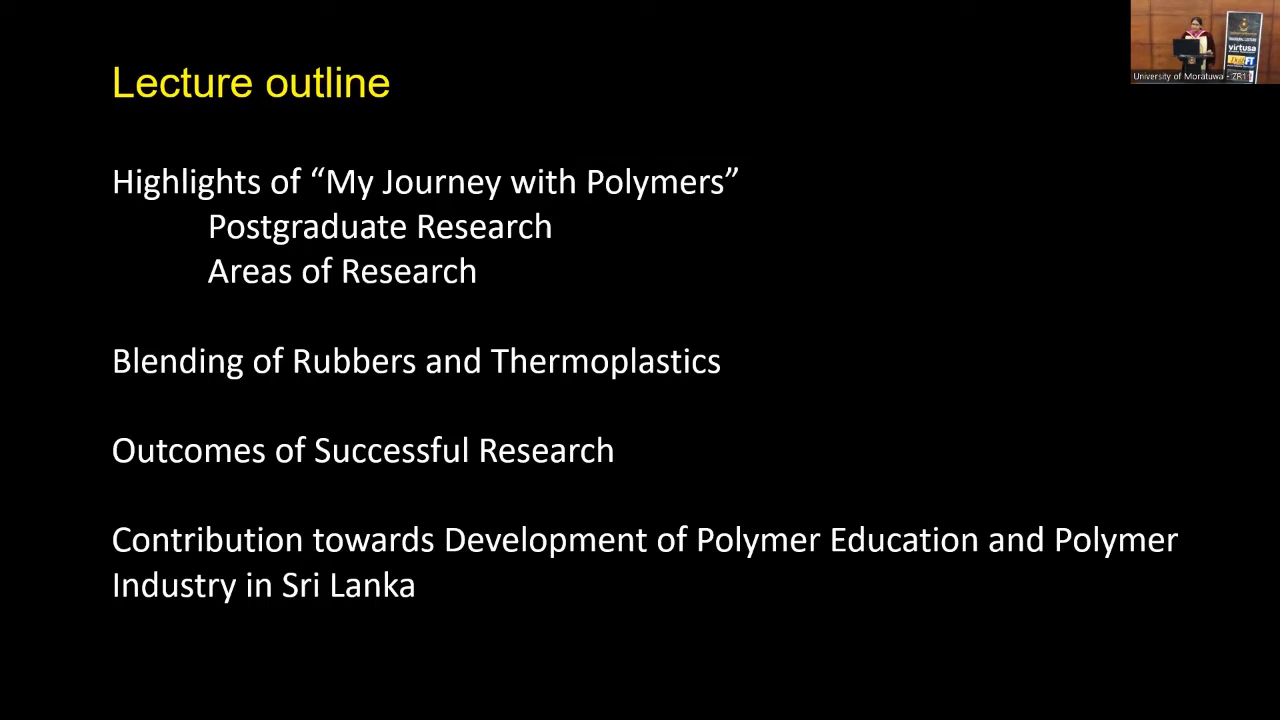 Lecture outline
Highlights of “My Journey with Polymers”
Postgraduate Research
Areas of Research
Blending of Rubbers and Thermoplastics
Outcomes of Successful Research
Contribution towards Development of Polymer Education and Polymer
Industry in Sri Lanka
virtusa
FT
University of Moratuwa - ZR1